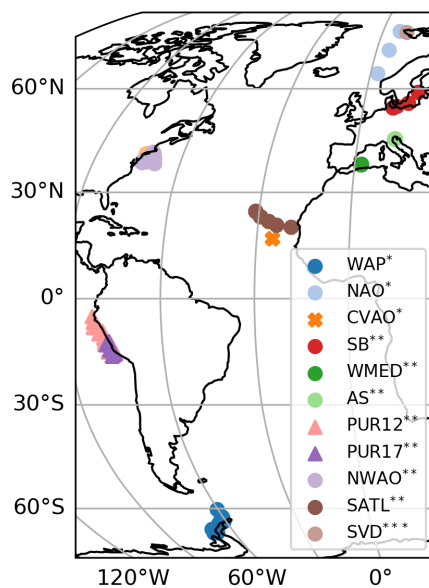 60°N
30°N
0°
30°S
60°S
120°W 60°W 0°
WAP*
NAO*
CVAO*
SB**
WMED**
AS**
PUR12**
PUR17**
NWAO**
SATL**
SVD***